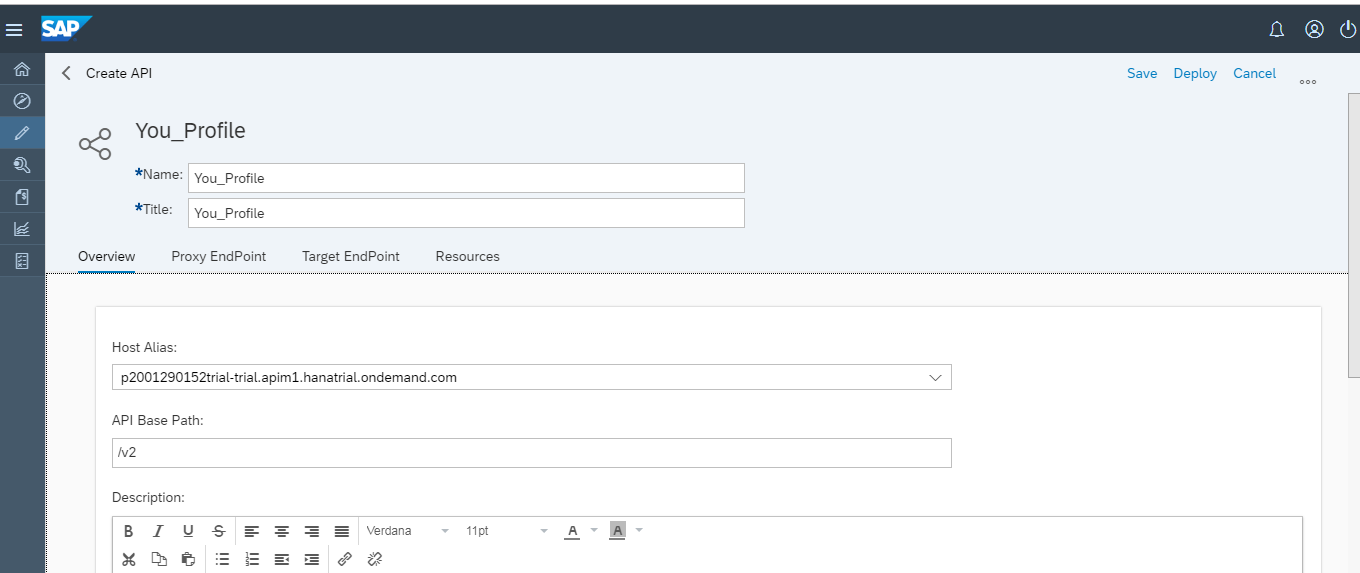 SAP
Create API
Save Deploy Cancel
You_Profile
*Name: You_Profile
*Title: You_Profile
Overview Proxy EndPoint Target EndPoint Resources
Host Alias:
p2001290152trial-trial.apim1.hanatrial.ondemand.com
API Base Path:
/v2
Description:
B I U S Verdana 11pt A A